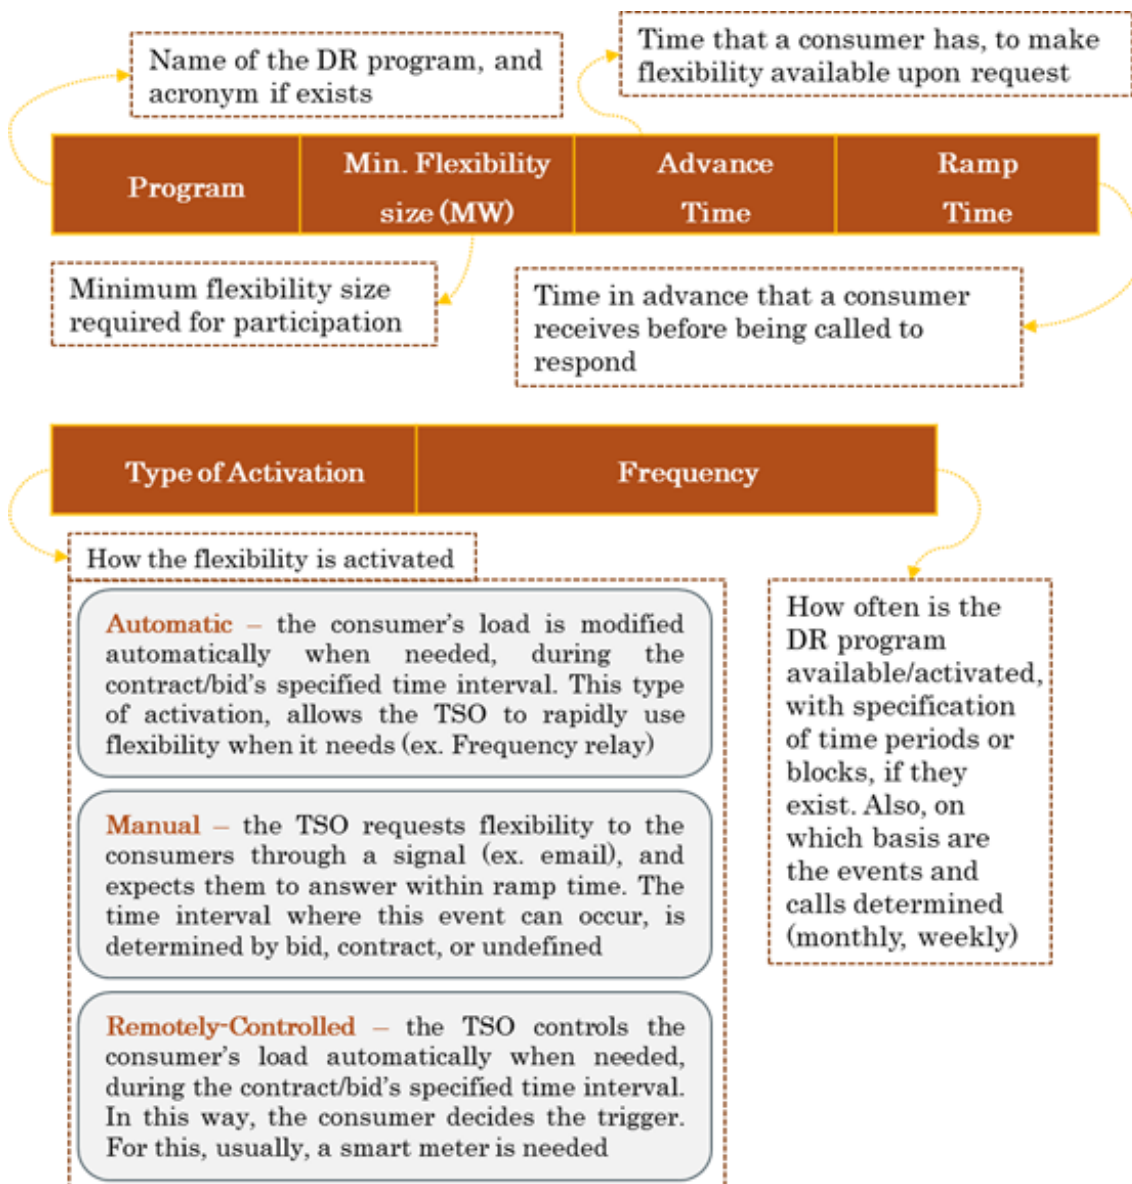 Name of the DR program, and
acronym if exists
Time that a consumer has, to make
flexibility available upon request
Program
Min. Flexibility
size (MW)
Advance
Time
Ramp
Time
Minimum flexibility size
required for participation
Time in advance that a consumer
receives before being called to
respond
Type of Activation
Frequency
How the flexibility is activated
Automatic – the consumer's load is modified
automatically when needed, during the
contract/bid's specified time interval. This type
of activation, allows the TSO to rapidly use
flexibility when it needs (ex. Frequency relay)
Manual – the TSO requests flexibility to the
consumers through a signal (ex. email), and
expects them to answer within ramp time. The
time interval where this event can occur, is
determined by bid, contract, or undefined
Remotely-Controlled – the TSO controls the
consumer's load automatically when needed,
during the contract/bid's specified time interval.
In this way, the consumer decides the trigger.
For this, usually, a smart meter is needed
How often is the
DR program
available/activated,
with specification
of time periods or
blocks, if they
exist. Also, on
which basis are
the events and
calls determined
(monthly, weekly)